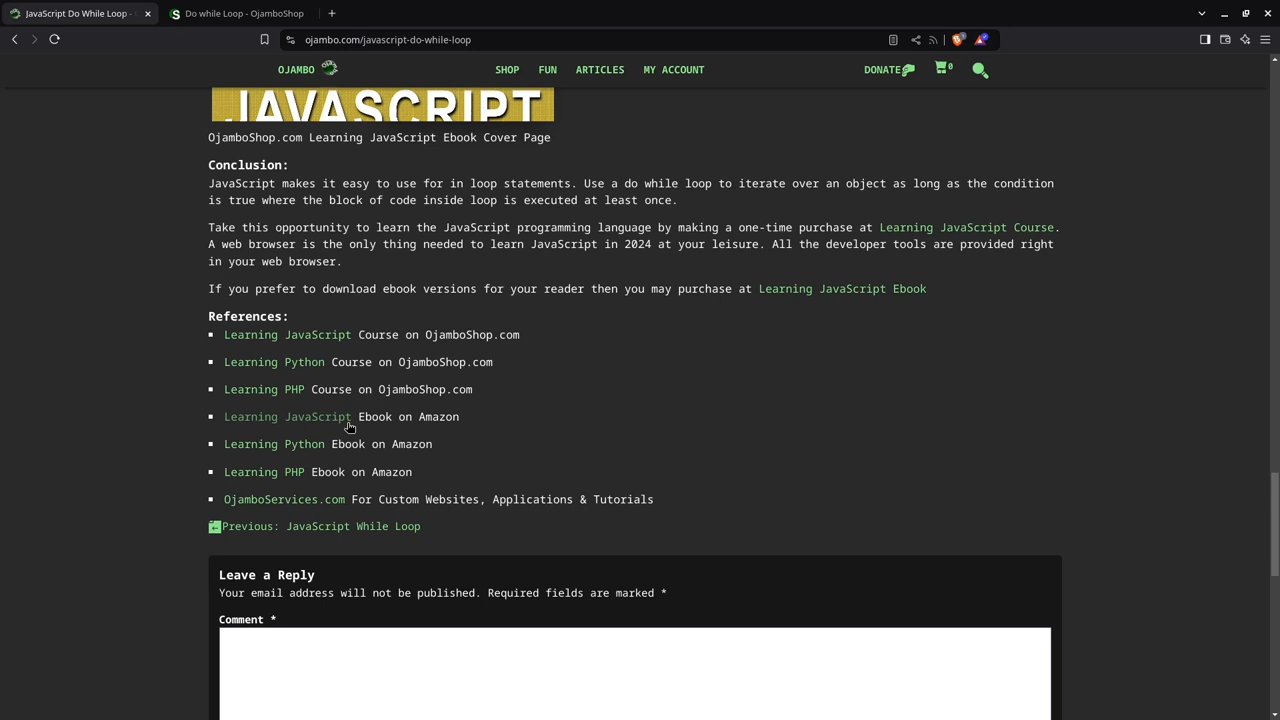 JavaScript Do While Loop -
Do while Loop - OjamboShop
ojambo.com/javascript-do-while-loop
OJAMBO
SHOP
FUN
ARTICLES
MY ACCOUNT
DONATE
0
JAVASCRIPT
OjamboShop.com Learning JavaScript Ebook Cover Page
Conclusion:
JavaScript makes it easy to use for in loop statements. Use a do while loop to iterate over an object as long as the condition
is true where the block of code inside loop is executed at least once.
Take this opportunity to learn the JavaScript programming language by making a one-time purchase at Learning JavaScript Course.
A web browser is the only thing needed to learn JavaScript in 2024 at your leisure. All the developer tools are provided right
in your web browser.
If you prefer to download ebook versions for your reader then you may purchase at Learning JavaScript Ebook
References:
Learning JavaScript Course on OjamboShop.com
Learning Python Course on OjamboShop.com
Learning PHP Course on OjamboShop.com
Learning JavaScript Ebook on Amazon
Learning Python Ebook on Amazon
Learning PHP Ebook on Amazon
OjamboServices.com For Custom Websites, Applications & Tutorials
Previous: JavaScript While Loop
Leave a Reply
Your email address will not be published. Required fields are marked *
Comment *